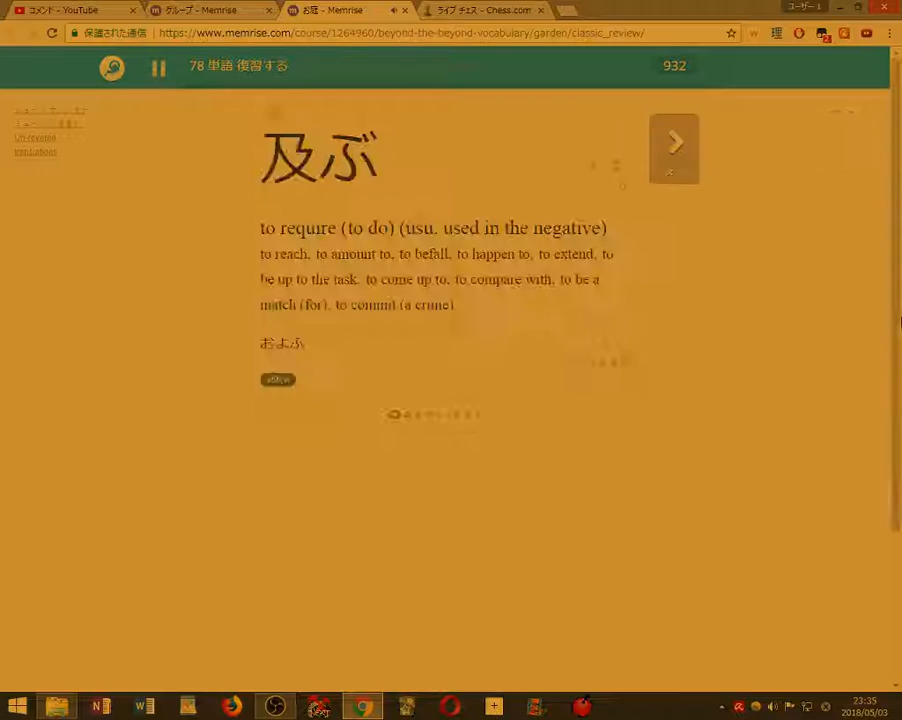 コメント - YouTube
グループ - Memrise
お庭 - Memrise
ライブ チェス - Chess.com
ユーザー 1
保護された通信
https://www.memrise.com/course/1264960/beyond-the-beyond-vocabulary/garden/classic_review/
78 単語 復習する
932
及ぶ
to require (to do) (usu. used in the negative)
to reach, to amount to, to befall, to happen to, to extend, to
be up to the task, to come up to, to compare with, to be a
match (for), to commit (a crime)
およぶ
23:35
2018/05/03